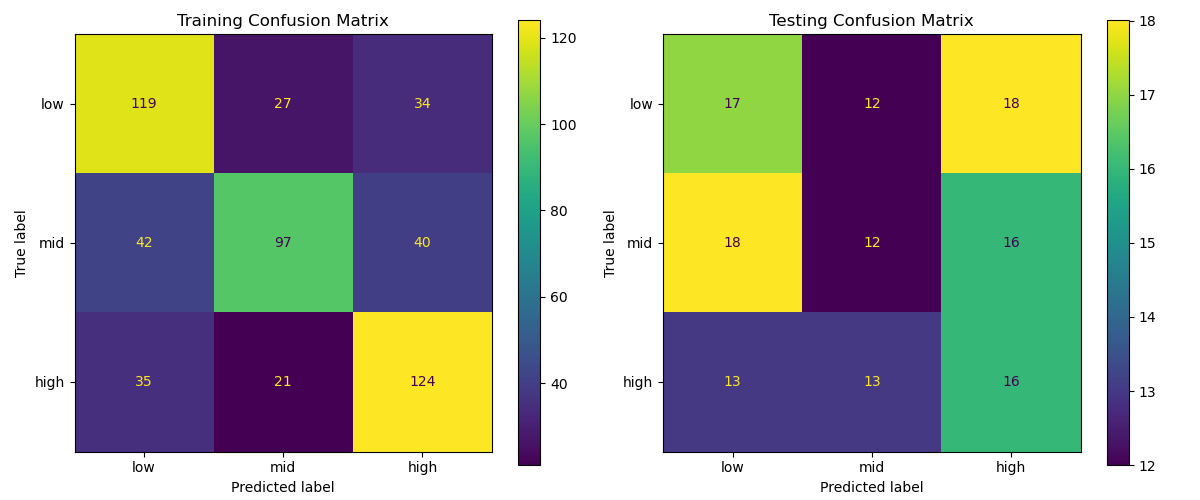 Training Confusion Matrix
low 119 27 34
mid 42 97 40
high 35 21 124
low mid high
Predicted label
True label
120
100
80
60
40
Testing Confusion Matrix
low 17 12 18
mid 18 12 16
high 13 13 16
low mid high
Predicted label
True label
18
17
16
15
14
13
12